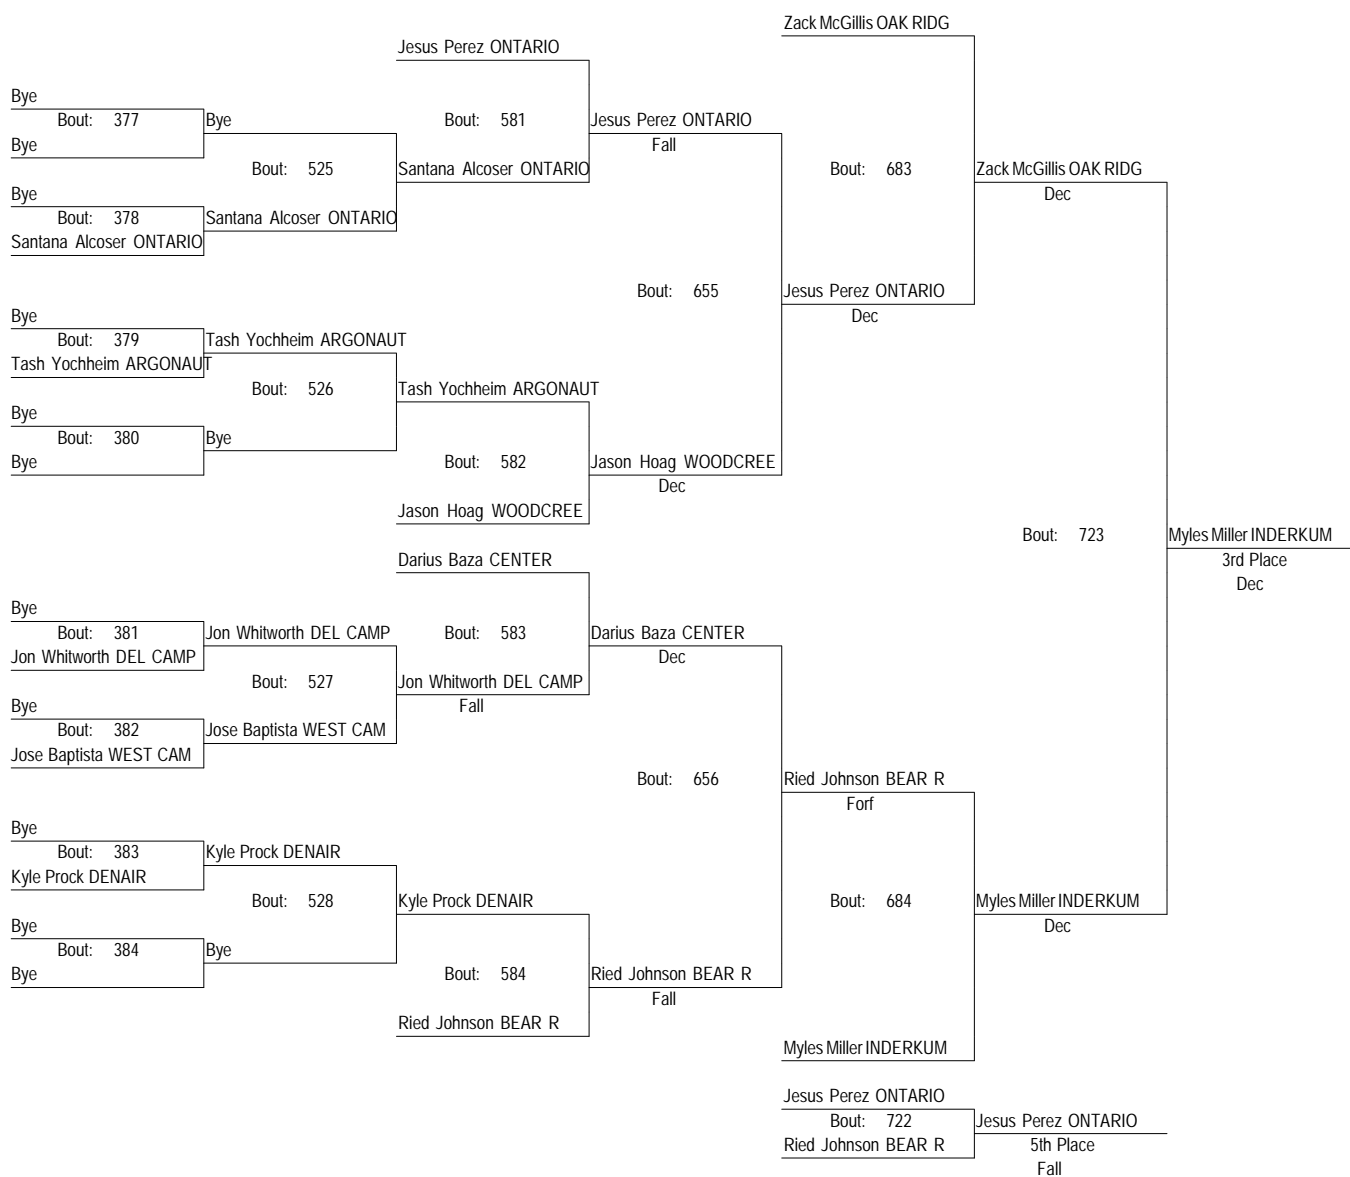 Zack McGillis OAK RIDG
Jesus Perez ONTARIO
Bye
Bout: 377
Bye
Bout: 581
Jesus Perez ONTARIO
Bye
Fall
Bout: 525
Santana Alcoser ONTARIO
Bout: 683
Zack McGillis OAK RIDG
Bye
Dec
Bout: 378
Santana Alcoser ONTARIO
Santana Alcoser ONTARIO
Bout: 655
Jesus Perez ONTARIO
Bye
Dec
Bout: 379
Tash Yochheim ARGONAUT
Tash Yochheim ARGONAUT
Bout: 526
Tash Yochheim ARGONAUT
Bye
Bout: 380
Bye
Bye
Bout: 582
Jason Hoag WOODCREE
Dec
Jason Hoag WOODCREE
Bout: 723
Myles Miller INDERKUM
Darius Baza CENTER
3rd Place
Dec
Bye
Bout: 381
Jon Whitworth DEL CAMP
Bout: 583
Darius Baza CENTER
Jon Whitworth DEL CAMP
Dec
Bout: 527
Jon Whitworth DEL CAMP
Bye
Fall
Bout: 382
Jose Baptista WEST CAM
Jose Baptista WEST CAM
Bout: 656
Ried Johnson BEAR R
Forf
Bye
Bout: 383
Kyle Prock DENAIR
Kyle Prock DENAIR
Bout: 528
Kyle Prock DENAIR
Bout: 684
Myles Miller INDERKUM
Bye
Dec
Bout: 384
Bye
Bye
Bout: 584
Ried Johnson BEAR R
Fall
Ried Johnson BEAR R
Myles Miller INDERKUM
Jesus Perez ONTARIO
Bout: 722
Jesus Perez ONTARIO
Ried Johnson BEAR R
5th Place
Fall